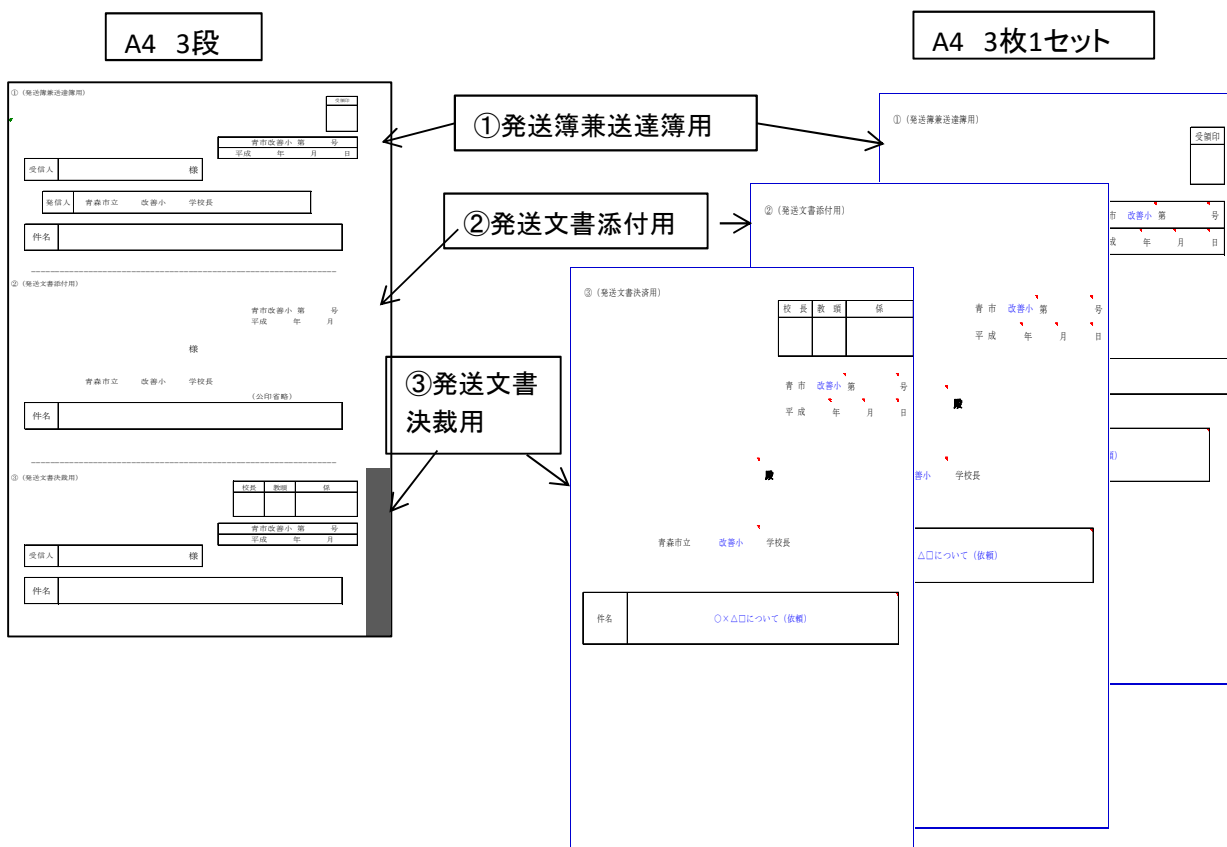 A4 3段
A4 3枚1セット
①発送簿兼送達簿用
②発送文書添付用
③発送文書
決裁用
①(発送簿兼送達簿用)
受領印
青市改善小 第 号
平成 年 月 日
受信人 様
発信人 青森市立 改善小 学校長
件名
②(発送文書添付用)
青市改善小 第 号
平成 年 月
様
青森市立 改善小 学校長
(公印省略)
件名
③(発送文書決裁用)
校長 教頭 係
青市改善小 第 号
平成 年 月
受信人 様
件名
①(発送簿兼送達簿用)
受領印
市 改善小 第 号
成 年 月 日
②(発送文書添付用)
青 市 改善小 第 号
平 成 年 月 日
善小 学校長
△□について(依頼)
③(発送文書決済用)
校 長 教 頭 係
青 市 改善小 第 号
平 成 年 月 日
青森市立 改善小 学校長
件名 ○×△□について(依頼)